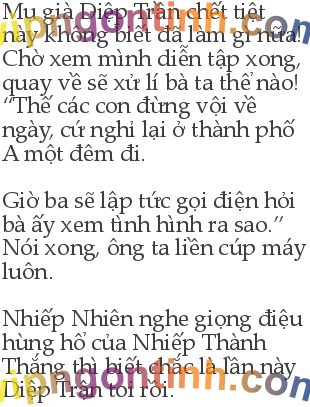 Mụ già Diệp Trần chết tiệt
này không biết đã làm gì nữa!
Chờ xem mình diễn tập xong,
quay về sẽ xử lí bà ta thế nào!
“Thế các con đừng vội về
ngày, cứ nghỉ lại ở thành phố
A một đêm đi.
Giờ ba sẽ lập tức gọi điện hỏi
bà ấy xem tình hình ra sao.”
Nói xong, ông ta liền cúp máy
luôn.
Nhiếp Nhiên nghe giọng điệu
hùng hổ của Nhiếp Thành
Thắng thì biết chắc là lần này
Diệp Trân tới rồi.